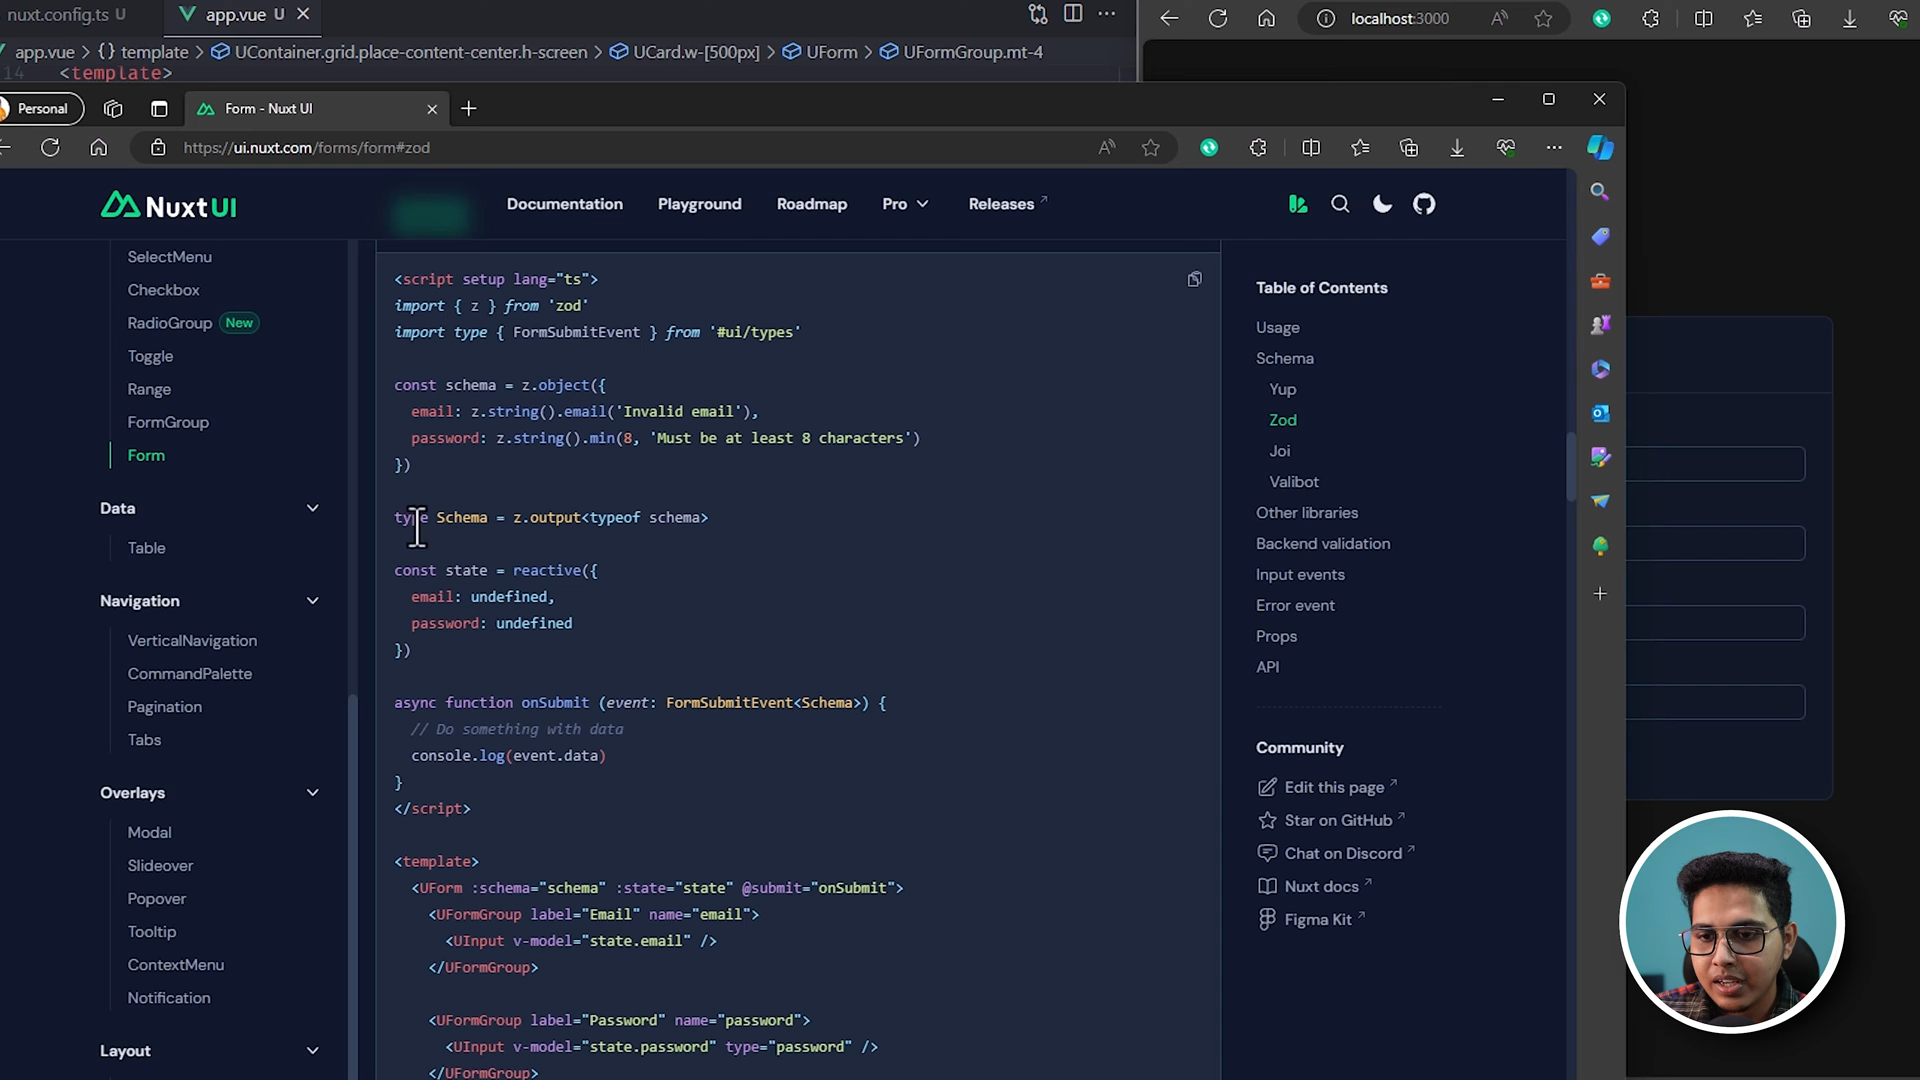 nuxt.config.ts U
app.vue U
localhost:3000
app.vue > {} template > UContainer.grid.place-content-center.h-screen > UCard.w-[500px] > UForm > UFormGroup.mt-4
14 <template>
Personal
Form - Nuxt UI
https://ui.nuxt.com/forms/form#zod
Nuxt UI
Documentation
Playground
Roadmap
Pro
Releases
SelectMenu
Checkbox
RadioGroup New
Toggle
Range
FormGroup
Form
Data
Table
Navigation
VerticalNavigation
CommandPalette
Pagination
Tabs
Overlays
Modal
Slideover
Popover
Tooltip
ContextMenu
Notification
Layout
<script setup lang="ts">
import { z } from 'zod'
import type { FormSubmitEvent } from '#ui/types'
const schema = z.object({
email: z.string().email('Invalid email'),
password: z.string().min(8, 'Must be at least 8 characters')
})
type Schema = z.output<typeof schema>
const state = reactive({
email: undefined,
password: undefined
})
async function onSubmit (event: FormSubmitEvent<Schema>) {
// Do something with data
console.log(event.data)
}
</script>
<template>
<UForm :schema="schema" :state="state" @submit="onSubmit">
<UFormGroup label="Email" name="email">
<UInput v-model="state.email" />
</UFormGroup>
<UFormGroup label="Password" name="password">
<UInput v-model="state.password" type="password" />
</UFormGroup>
Table of Contents
Usage
Schema
Yup
Zod
Joi
Valibot
Other libraries
Backend validation
Input events
Error event
Props
API
Community
Edit this page
Star on GitHub
Chat on Discord
Nuxt docs
Figma Kit